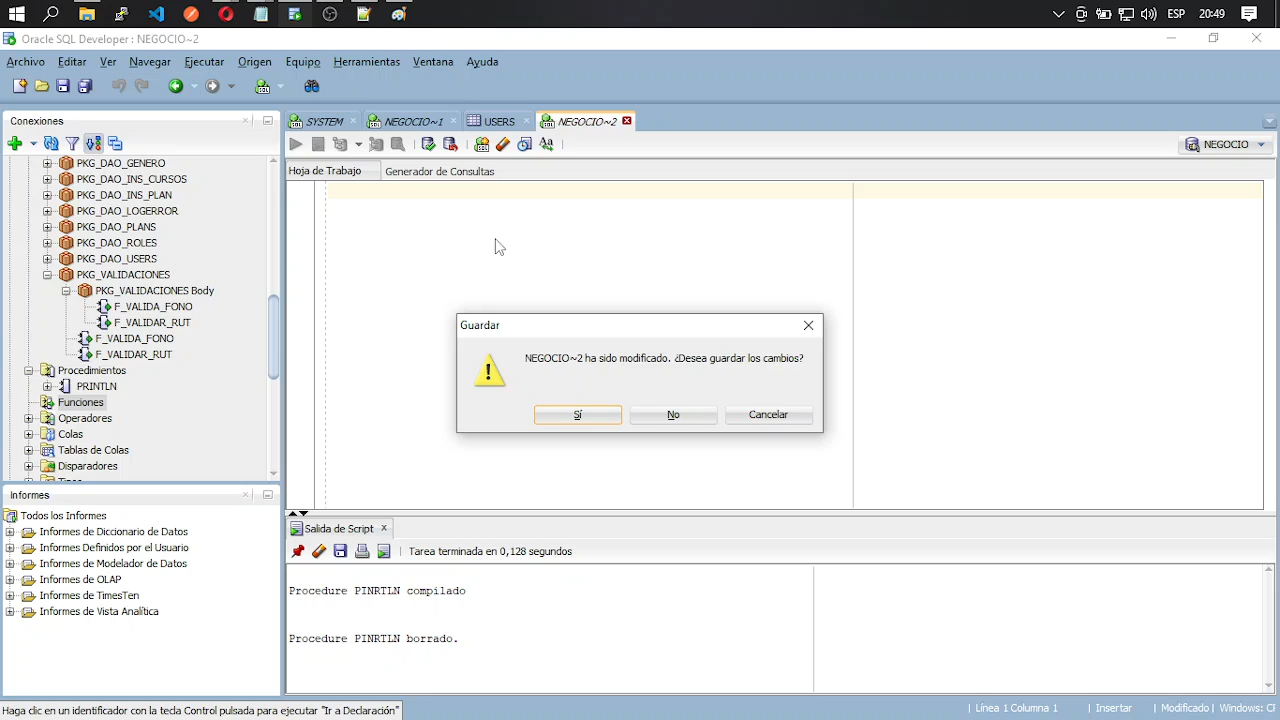 ESP
20:49
Oracle SQL Developer : NEGOCIO~2
Archivo Editar Ver Navegar Ejecutar Origen Equipo Herramientas Ventana Ayuda
Conexiones
PKG_DAO_GENERO
PKG_DAO_INS_CURSOS
PKG_DAO_INS_PLAN
PKG_DAO_LOGERROR
PKG_DAO_PLANS
PKG_DAO_ROLES
PKG_DAO_USERS
PKG_VALIDACIONES
PKG_VALIDACIONES Body
F_VALIDA_FONO
F_VALIDAR_RUT
F_VALIDA_FONO
F_VALIDAR_RUT
Procedimientos
PRINTLN
Funciones
Operadores
Colas
Tablas de Colas
Disparadores
Informes
Todos los Informes
Informes de Diccionario de Datos
Informes Definidos por el Usuario
Informes de Modelador de Datos
Informes de OLAP
Informes de TimesTen
Informes de Vista Analítica
SYSTEM NEGOCIO~1 USERS NEGOCIO~2
NEGOCIO
Hoja de Trabajo Generador de Consultas
Guardar
NEGOCIO~2 ha sido modificado. ¿Desea guardar los cambios?
Sí No Cancelar
Salida de Script
Tarea terminada en 0,128 segundos
Procedure PINRTLN compilado
Procedure PINRTLN borrado.
Haga clic en un identificador con la tecla Control pulsada para ejecutar "Ir a Declaración"
Línea 1 Columna 1 Insertar Modificado Windows: CF